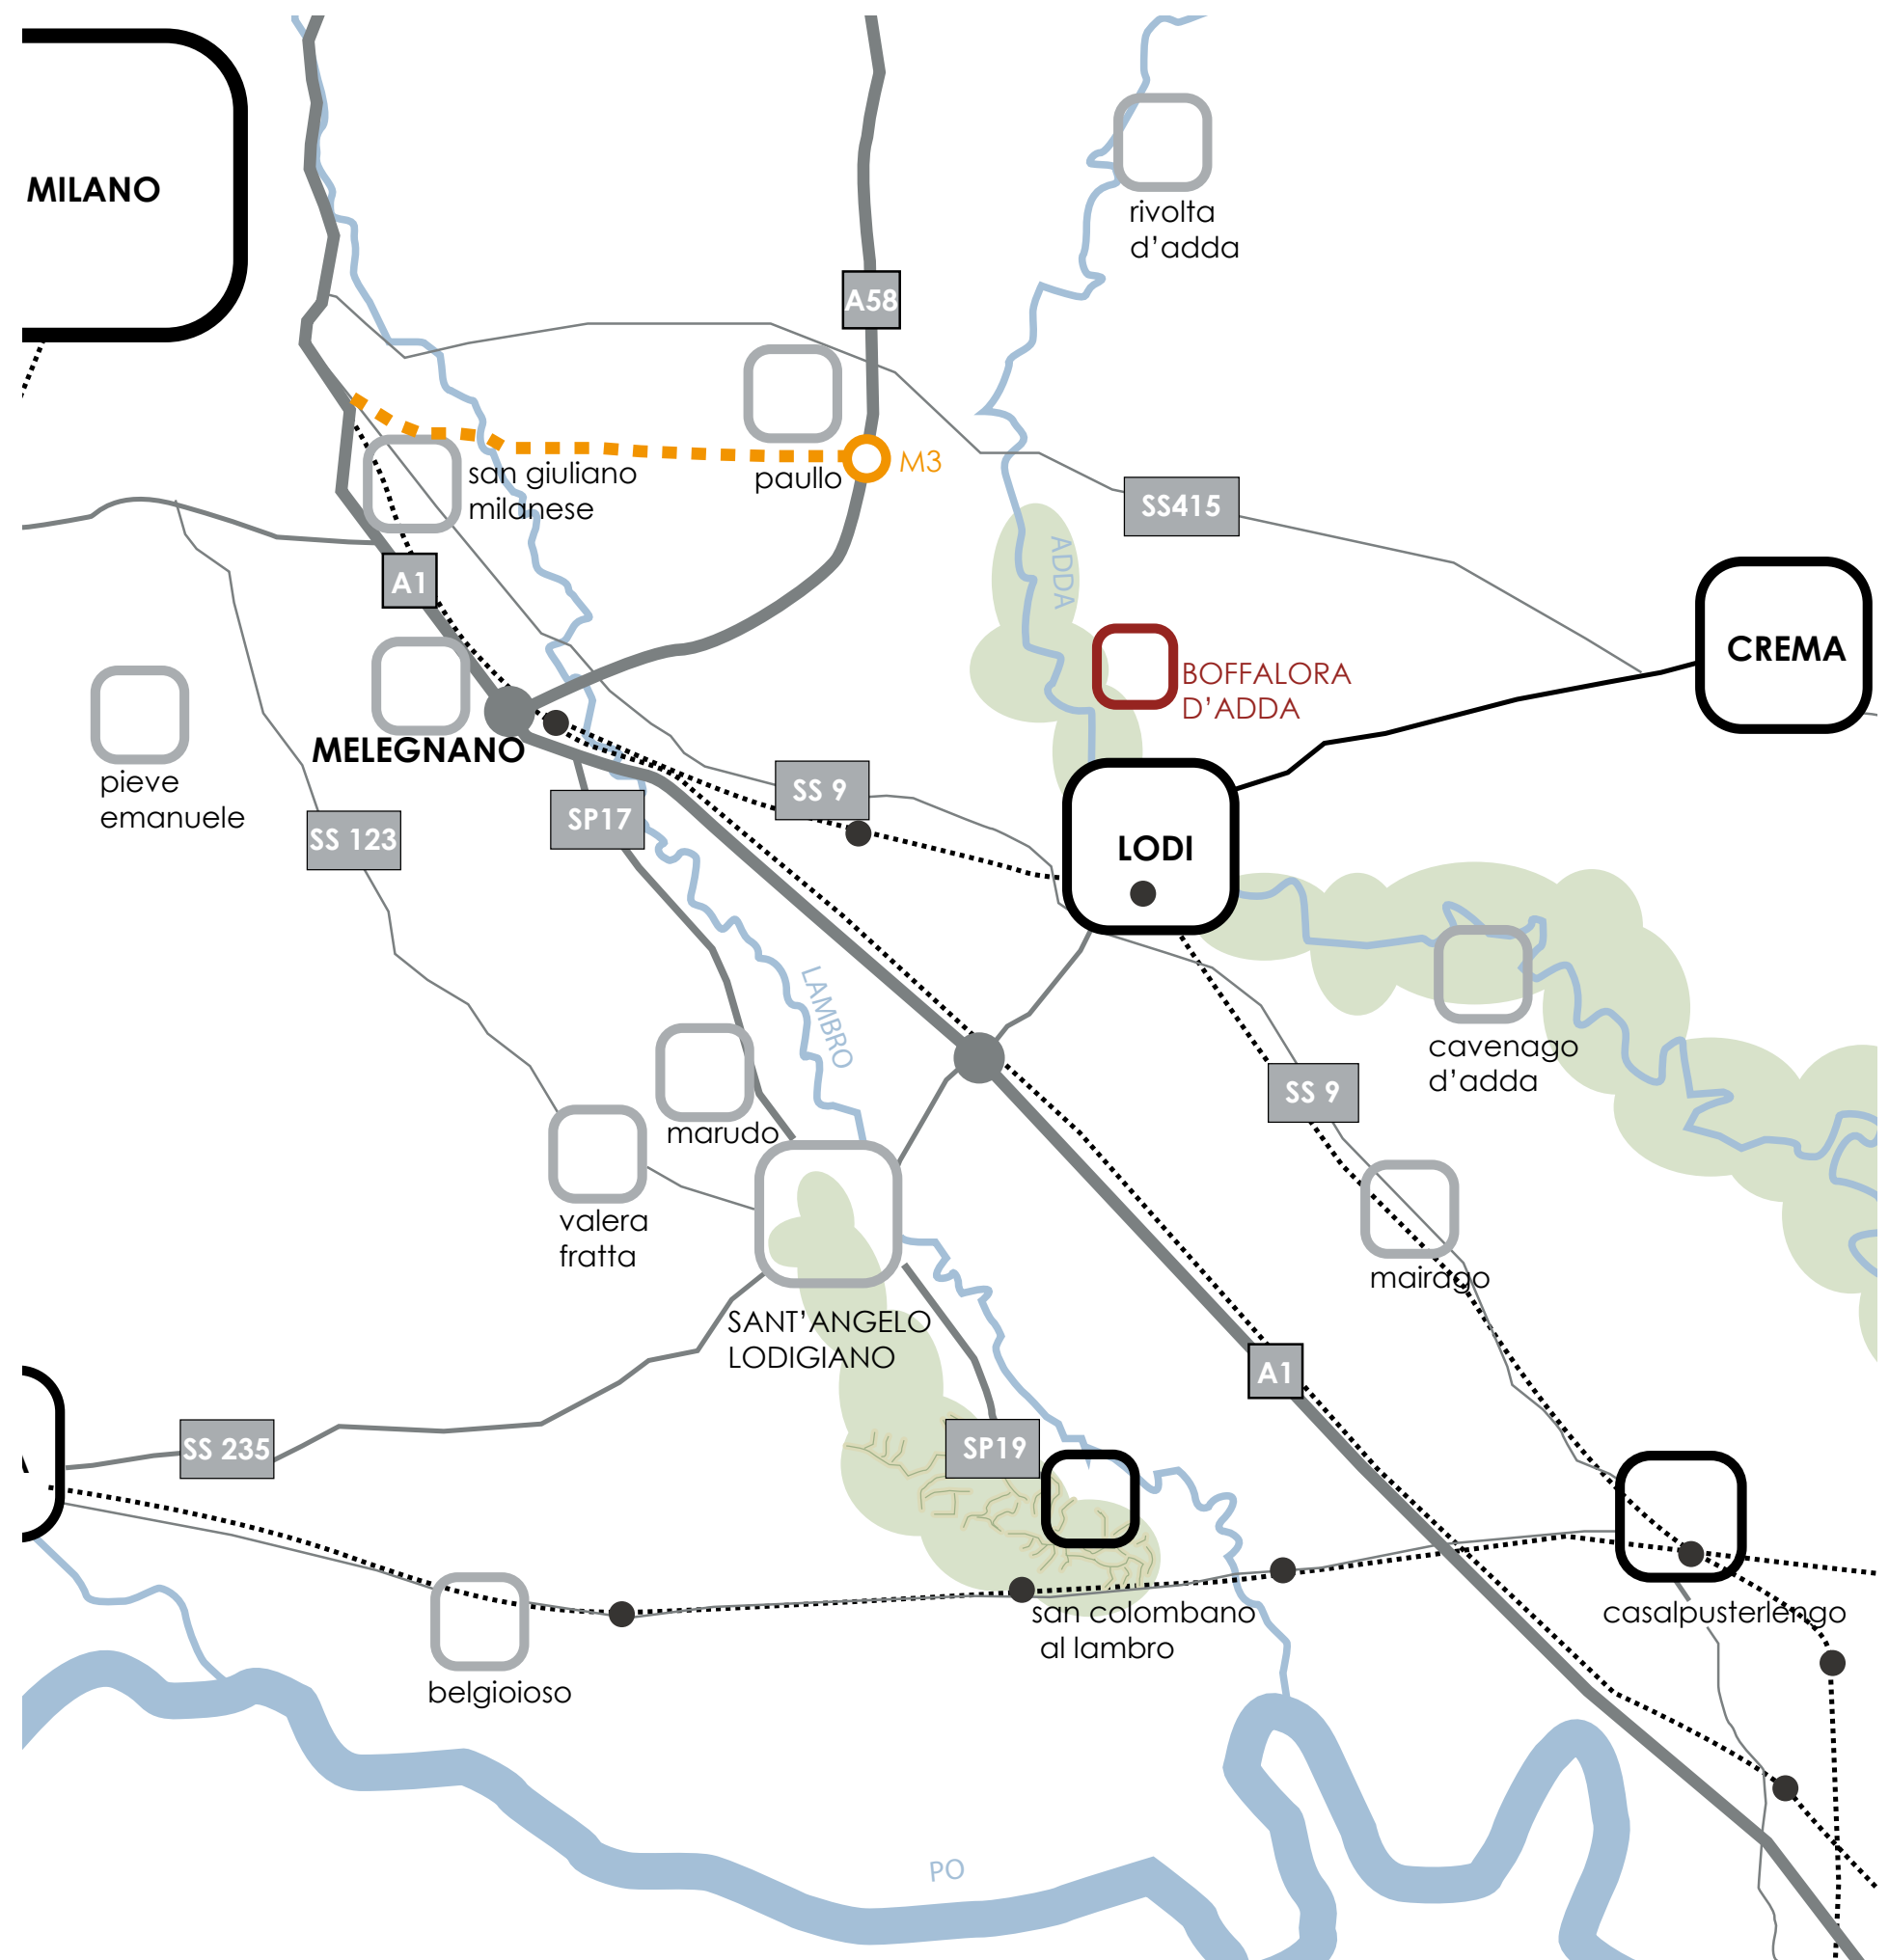 MILANO
rivolta
d'adda
A58
san giuliano
milanese
paullo
M3
SS415
A1
ADDA
CREMA
BOFFALORA
D'ADDA
MELEGNANO
pieve
emanuele
SS 9
SP17
SS 123
LODI
LAMBRO
cavenago
d'adda
SS 9
marudo
valera
fratta
mairago
SANT'ANGELO
LODIGIANO
A1
SS 235
SP19
san colombano
al lambro
casalpusterlengo
belgioioso
PO